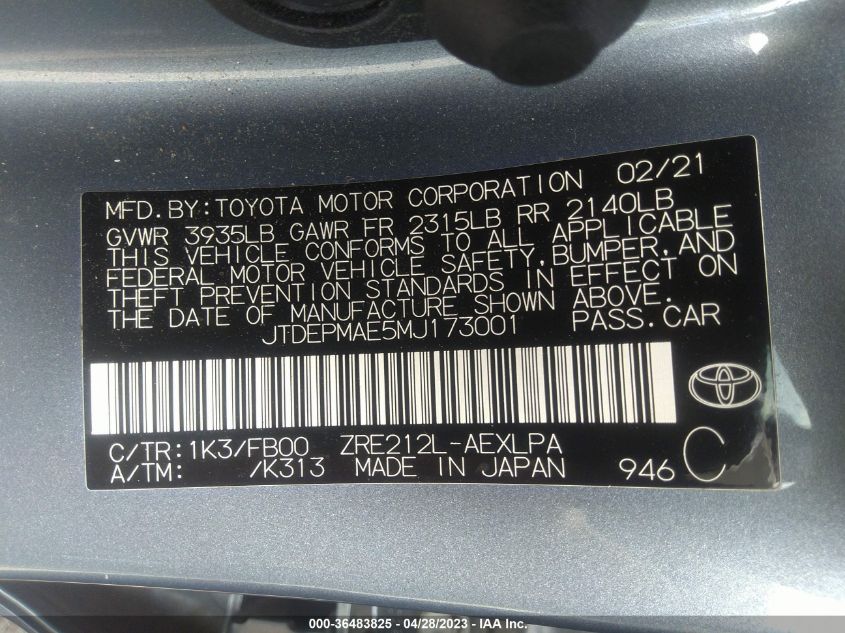 MFD.BY:TOYOTA MOTOR CORPORATION 02/21
GVWR 3935LB GAWR FR 2315LB RR 2140LB
THIS VEHICLE CONFORMS TO ALL APPLICABLE
FEDERAL MOTOR VEHICLE SAFETY,BUMPER,AND
THEFT PREVENTION STANDARDS IN EFFECT ON
THE DATE OF MANUFACTURE SHOWN ABOVE.
JTDEPMAE5MJ173001 PASS.CAR
C/TR:1K3/FB00 ZRE212L-AEXLPA
A/TM: /K313 MADE IN JAPAN 946 C
000-36483825 - 04/28/2023 - IAA Inc.